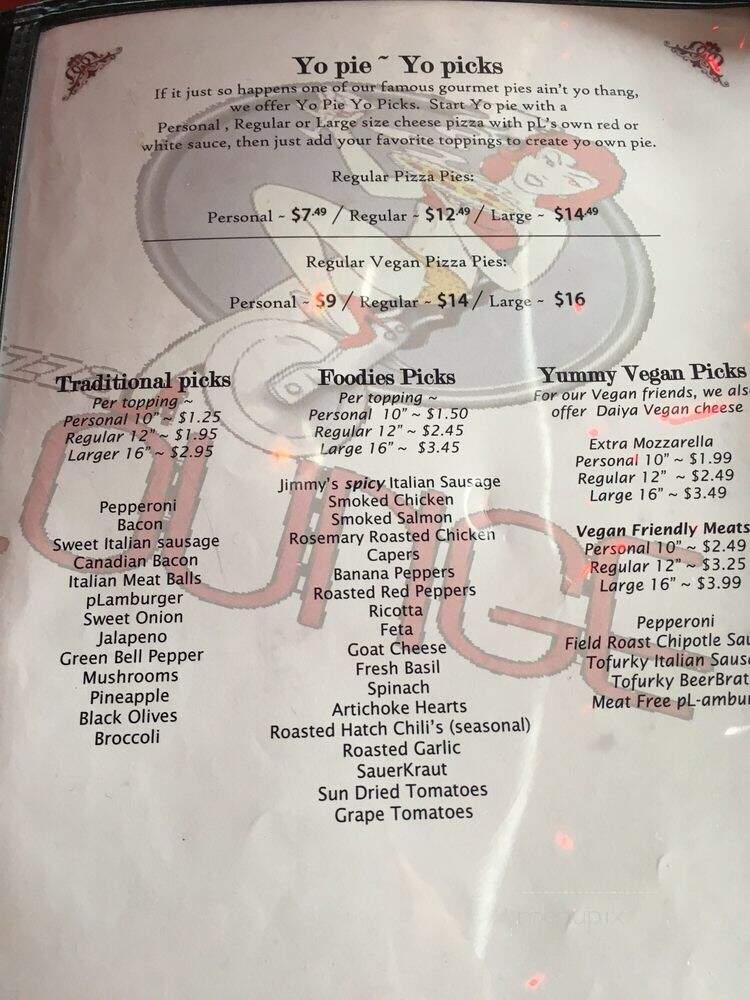 Yo pie ~ Yo picks
If it just so happens one of our famous gourmet pies ain't yo thang,
we offer Yo Pie Yo Picks. Start Yo pie with a
Personal , Regular or Large size cheese pizza with pL's own red or
white sauce, then just add your favorite toppings to create yo own pie.
Regular Pizza Pies:
Personal ~ $7.49 / Regular ~ $12.49 / Large ~ $14.49
Regular Vegan Pizza Pies:
Personal ~ $9 / Regular ~ $14 / Large ~ $16
Traditional picks
Per topping ~
Personal 10" ~ $1.25
Regular 12" ~ $1.95
Larger 16" ~ $2.95
Pepperoni
Bacon
Sweet Italian sausage
Canadian Bacon
Italian Meat Balls
pLamburger
Sweet Onion
Jalapeno
Green Bell Pepper
Mushrooms
Pineapple
Black Olives
Broccoli
Foodies Picks
Per topping ~
Personal 10" ~ $1.50
Regular 12" ~ $2.45
Large 16" ~ $3.45
Jimmy's spicy Italian Sausage
Smoked Chicken
Smoked Salmon
Rosemary Roasted Chicken
Capers
Banana Peppers
Roasted Red Peppers
Ricotta
Feta
Goat Cheese
Fresh Basil
Spinach
Artichoke Hearts
Roasted Hatch Chili's (seasonal)
Roasted Garlic
SauerKraut
Sun Dried Tomatoes
Grape Tomatoes
Yummy Vegan Picks
For our Vegan friends, we als
offer Daiya Vegan cheese
Extra Mozzarella
Personal 10" ~ $1.99
Regular 12" ~ $2.49
Large 16" ~ $3.49
Vegan Friendly Meats
Personal 10" ~ $2.49
Regular 12" ~ $3.25
Large 16" ~ $3.99
Pepperoni
Field Roast Chipotle Sau
Tofurky Italian Saus
Tofurky BeerBrat
Meat Free pL-ambu
OUNGE
menupix